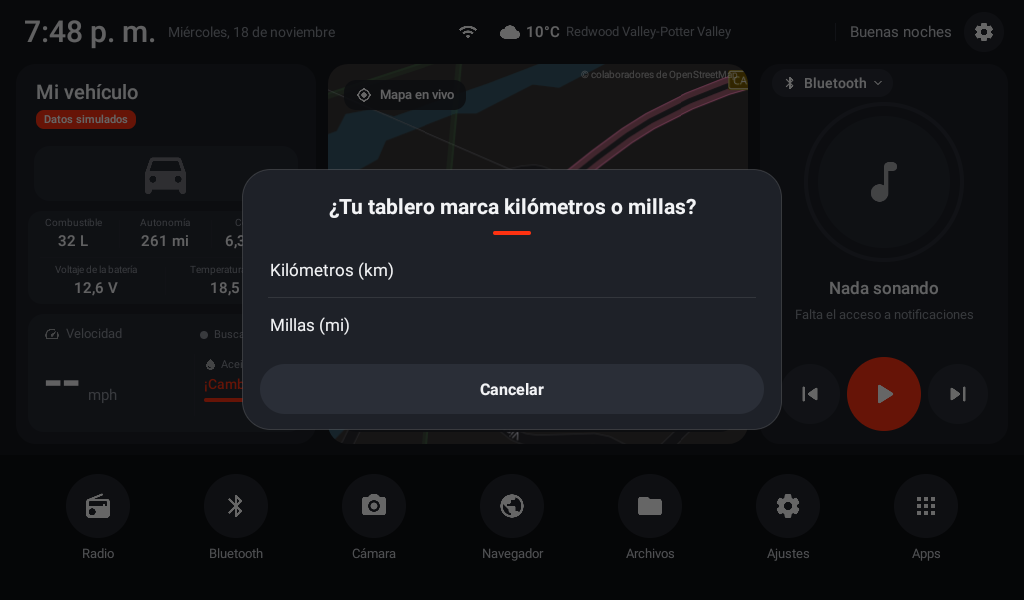 7:48 p. m.
Miércoles, 18 de noviembre
10°C
Redwood Valley-Potter Valley
Buenas noches
Mi vehículo
Datos simulados
Combustible
Autonomía
32 L
261 mi
6,3
Voltaje de la batería
12,6 V
18,5
Velocidad
mph
Mapa en vivo
© colaboradores de OpenStreetMap
CA
Bluetooth
Nada sonando
Falta el acceso a notificaciones
¿Tu tablero marca kilómetros o millas?
Kilómetros (km)
Millas (mi)
Cancelar
Radio
Bluetooth
Cámara
Navegador
Archivos
Ajustes
Apps